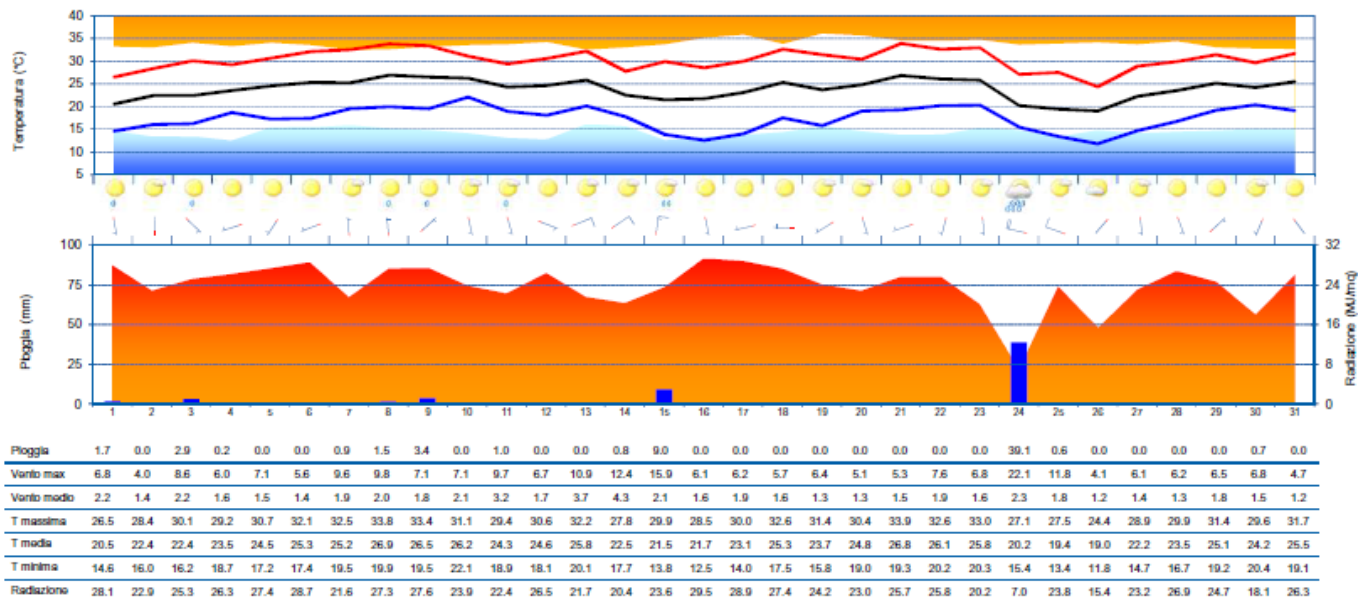 40
35
30
25
20
15
10
5
Temperatura (°C)
100 32
75 24
50 16
25 8
0 0
Pioggia (mm)
Radiazione (MJ/mq)
1 2 3 4 5 6 7 8 9 10 11 12 13 14 15 16 17 18 19 20 21 22 23 24 25 26 27 28 29 30 31
Pioggia 1.7 0.0 2.9 0.2 0.0 0.0 0.9 1.5 3.4 0.0 1.0 0.0 0.0 0.8 9.0 0.0 0.0 0.0 0.0 0.0 0.0 0.0 0.0 39.1 0.6 0.0 0.0 0.0 0.0 0.7 0.0
Vento max 6.8 4.0 8.6 6.0 7.1 5.6 9.6 9.8 7.1 7.1 9.7 6.7 10.9 12.4 15.9 6.1 6.2 5.7 6.4 5.1 5.3 7.6 6.8 22.1 11.8 4.1 6.1 6.2 6.5 6.8 4.7
Vento medio 2.2 1.4 2.2 1.6 1.5 1.4 1.9 2.0 1.8 2.1 3.2 1.7 3.7 4.3 2.1 1.6 1.9 1.6 1.3 1.3 1.5 1.9 1.6 2.3 1.8 1.2 1.4 1.3 1.8 1.5 1.2
T massima 26.5 28.4 30.1 29.2 30.7 32.1 32.5 33.8 33.4 31.1 29.4 30.6 32.2 27.8 29.9 28.5 30.0 32.6 31.4 30.4 33.9 32.6 33.0 27.1 27.5 24.4 28.9 29.9 31.4 29.6 31.7
T media 20.5 22.4 22.4 23.5 24.5 25.3 25.2 26.9 26.5 26.2 24.3 24.6 25.8 22.5 21.5 21.7 23.1 25.3 23.7 24.8 26.8 26.1 25.8 20.2 19.4 19.0 22.2 23.5 25.1 24.2 25.5
T minima 14.6 16.0 16.2 18.7 17.2 17.4 19.5 19.9 19.5 22.1 18.9 18.1 20.1 17.7 13.8 12.5 14.0 17.5 15.8 19.0 19.3 20.2 20.3 15.4 13.4 11.8 14.7 16.7 19.2 20.4 19.1
Radiazione 28.1 22.9 25.3 26.3 27.4 28.7 21.6 27.3 27.6 23.9 22.4 26.5 21.7 20.4 23.6 29.5 28.9 27.4 24.2 23.0 25.7 25.8 20.2 7.0 23.8 15.4 23.2 26.9 24.7 18.1 26.3